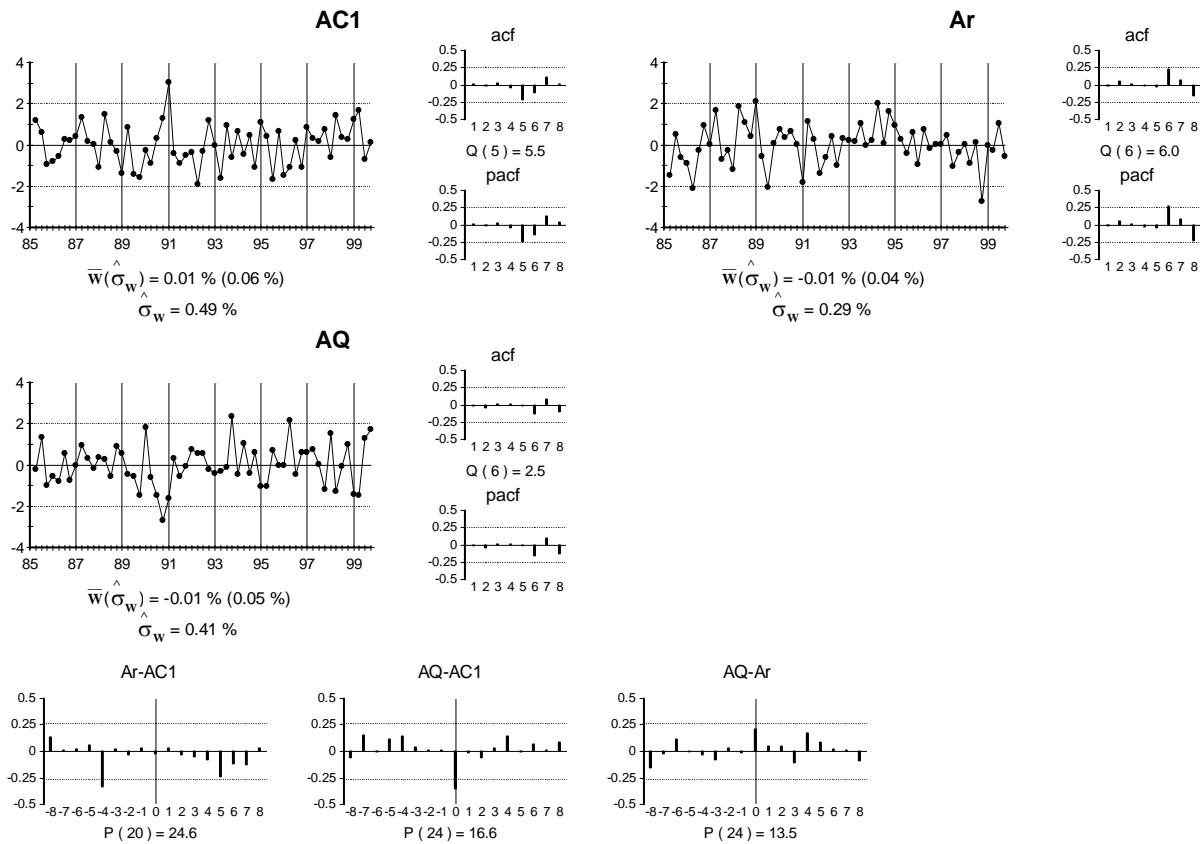 AC1
4
2
0
-2
-4
85 87 89 91 93 95 97 99
W̄(σ̂w) = 0.01 % (0.06 %)
σ̂w = 0.49 %
acf
0.5
0.25
0
-0.25
-0.5
1 2 3 4 5 6 7 8
Q ( 5 ) = 5.5
pacf
0.5
0.25
0
-0.25
-0.5
1 2 3 4 5 6 7 8
Ar
4
2
0
-2
-4
85 87 89 91 93 95 97 99
W̄(σ̂w) = -0.01 % (0.04 %)
σ̂w = 0.29 %
acf
0.5
0.25
0
-0.25
-0.5
1 2 3 4 5 6 7 8
Q ( 6 ) = 6.0
pacf
0.5
0.25
0
-0.25
-0.5
1 2 3 4 5 6 7 8
AQ
4
2
0
-2
-4
85 87 89 91 93 95 97 99
W̄(σ̂w) = -0.01 % (0.05 %)
σ̂w = 0.41 %
acf
0.5
0.25
0
-0.25
-0.5
1 2 3 4 5 6 7 8
Q ( 6 ) = 2.5
pacf
0.5
0.25
0
-0.25
-0.5
1 2 3 4 5 6 7 8
Ar-AC1
0.5
0.25
0
-0.25
-0.5
-8 -7 -6 -5 -4 -3 -2 -1 0 1 2 3 4 5 6 7 8
P ( 20 ) = 24.6
AQ-AC1
0.5
0.25
0
-0.25
-0.5
-8 -7 -6 -5 -4 -3 -2 -1 0 1 2 3 4 5 6 7 8
P ( 24 ) = 16.6
AQ-Ar
0.5
0.25
0
-0.25
-0.5
-8 -7 -6 -5 -4 -3 -2 -1 0 1 2 3 4 5 6 7 8
P ( 24 ) = 13.5